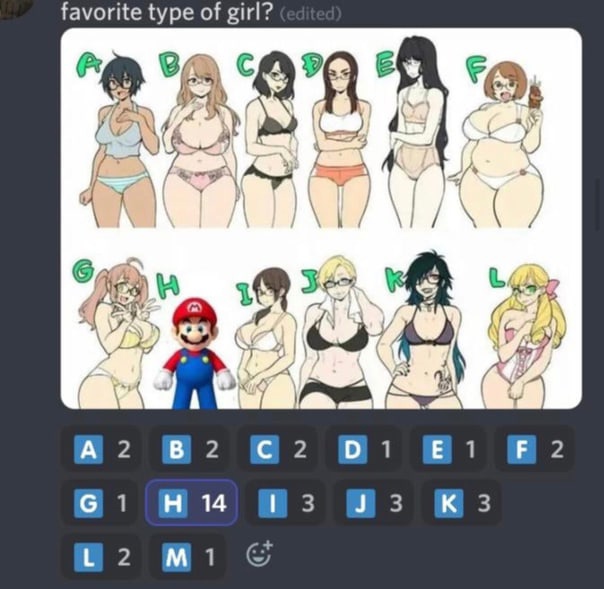 favorite type of girl? (edited)
A B C D E F
G H I J K L
M
A 2 B 2 C 2 D 1 E 1 F 2
G 1 H 14 I 3 J 3 K 3
L 2 M 1